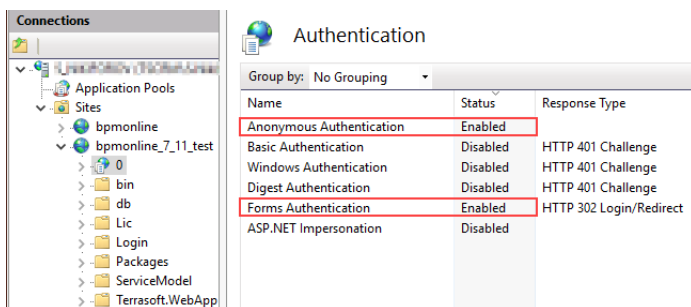 Connections
Application Pools
Sites
bpmonline
bpmonline_7_11_test
0
bin
db
Lic
Login
Packages
ServiceModel
Terrasoft.WebApp
Authentication
Group by: No Grouping
Name Status Response Type
Anonymous Authentication Enabled
Basic Authentication Disabled HTTP 401 Challenge
Windows Authentication Disabled HTTP 401 Challenge
Digest Authentication Disabled HTTP 401 Challenge
Forms Authentication Enabled HTTP 302 Login/Redirect
ASP.NET Impersonation Disabled